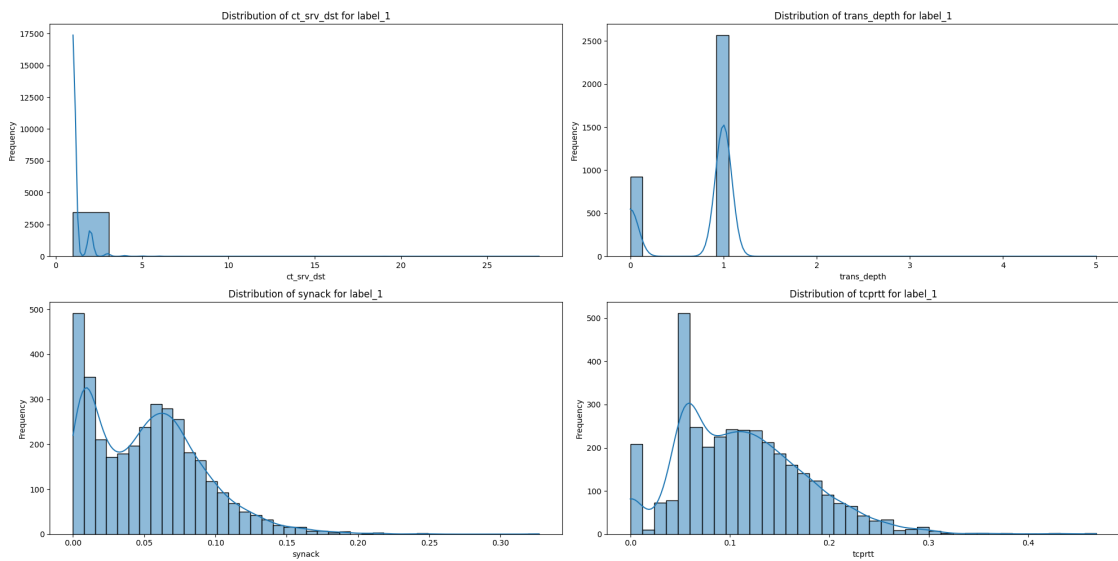 Distribution of ct_srv_dst for label_1
Frequency
17500
15000
12500
10000
7500
5000
2500
0
0 5 10 15 20 25
ct_srv_dst
Distribution of trans_depth for label_1
Frequency
2500
2000
1500
1000
500
0
0 1 2 3 4 5
trans_depth
Distribution of synack for label_1
Frequency
500
400
300
200
100
0
0.00 0.05 0.10 0.15 0.20 0.25 0.30
synack
Distribution of tcprtt for label_1
Frequency
500
400
300
200
100
0
0.0 0.1 0.2 0.3 0.4
tcprtt